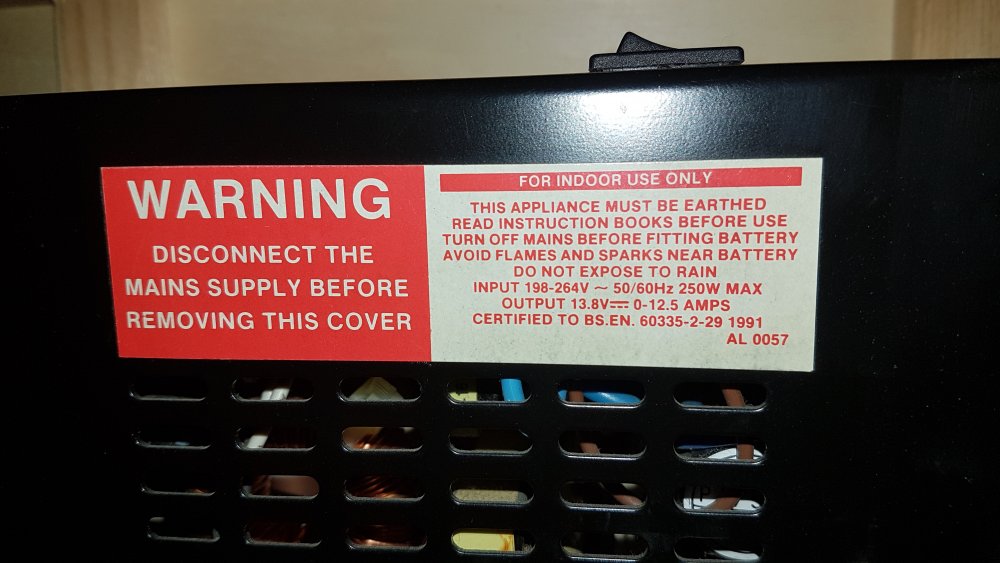 WARNING
DISCONNECT THE
MAINS SUPPLY BEFORE
REMOVING THIS COVER
FOR INDOOR USE ONLY
THIS APPLIANCE MUST BE EARTHED
READ INSTRUCTION BOOKS BEFORE USE
TURN OFF MAINS BEFORE FITTING BATTERY
AVOID FLAMES AND SPARKS NEAR BATTERY
DO NOT EXPOSE TO RAIN
INPUT 198-264V ~ 50/60Hz 250W MAX
OUTPUT 13.8V⎓ 0-12.5 AMPS
CERTIFIED TO BS.EN. 60335-2-29 1991
AL 0057